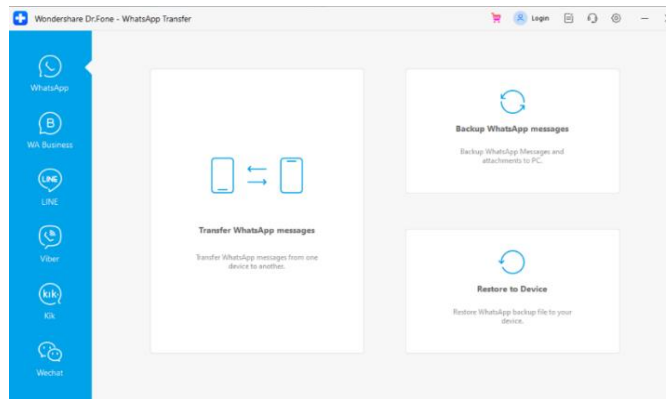 Wondershare Dr.Fone - WhatsApp Transfer
Login
WhatsApp
B
WA Business
LINE
LINE
Viber
kik
Kik
Wechat
Transfer WhatsApp messages
Transfer WhatsApp messages from one
device to another.
Backup WhatsApp messages
Backup WhatsApp Messages and
attachments to PC.
Restore to Device
Restore WhatsApp backup file to your
device.